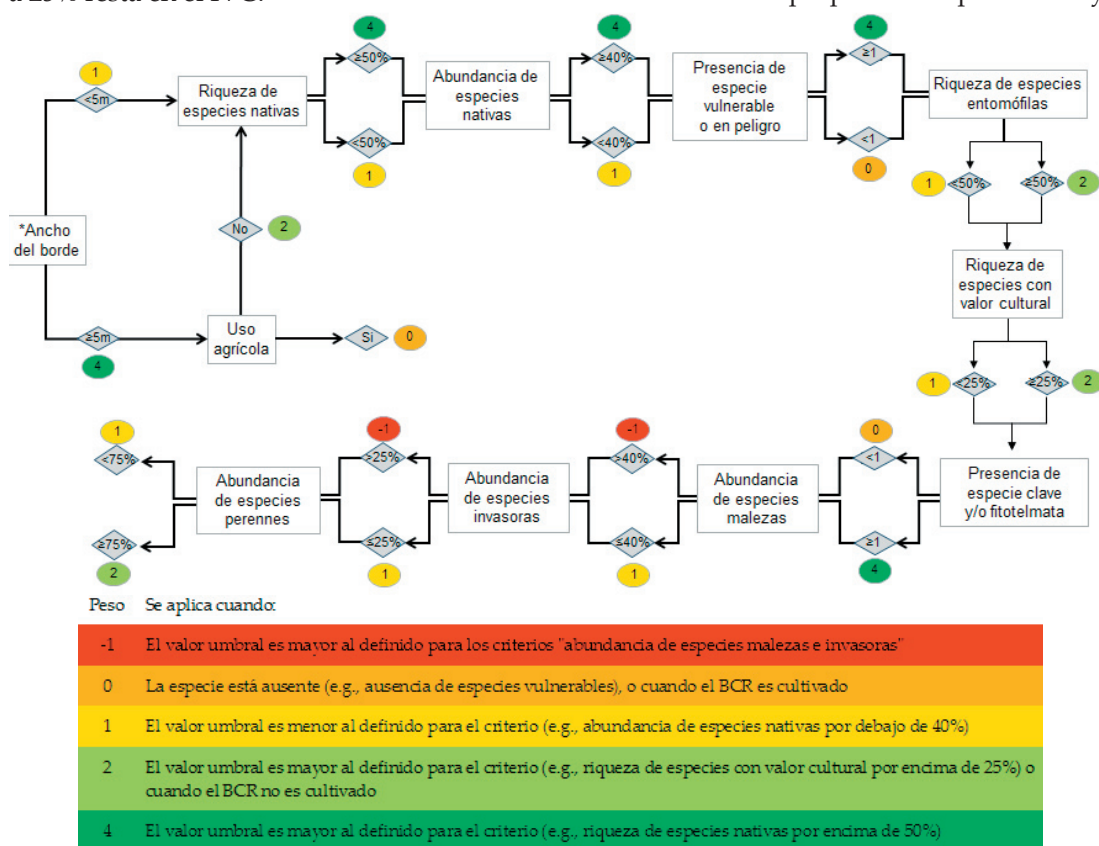 4
4
4
≥50%
≥40%
≥1
1
<5m
Riqueza de
especies nativas
Abundancia de
especies
nativas
Presencia de
especie
vulnerable
o en peligro
Riqueza de especies
entomófilas
<50%
<40%
<1
1
1
0
1
<50%
≥50%
2
No
2
*Ancho
del borde
Riqueza de
especies con
valor cultural
≥5m
4
Uso
agrícola
Si
0
1
<25%
≥25%
2
1
-1
-1
0
<75%
>25%
>40%
<1
Abundancia
de especies
perennes
Abundancia
de especies
invasoras
Abundancia
de especies
malezas
Presencia de
especie clave
y/o fitotelmata
≥75%
≤25%
≤40%
≥1
2
1
1
4
Peso Se aplica cuando:
-1 El valor umbral es mayor al definido para los criterios "abundancia de especies malezas e invasoras"
0 La especie está ausente (e.g., ausencia de especies vulnerables), o cuando el BCR es cultivado
1 El valor umbral es menor al definido para el criterio (e.g., abundancia de especies nativas por debajo de 40%)
2 El valor umbral es mayor al definido para el criterio (e.g., riqueza de especies con valor cultural por encima de 25%) o
cuando el BCR no es cultivado
4 El valor umbral es mayor al definido para el criterio (e.g., riqueza de especies nativas por encima de 50%)